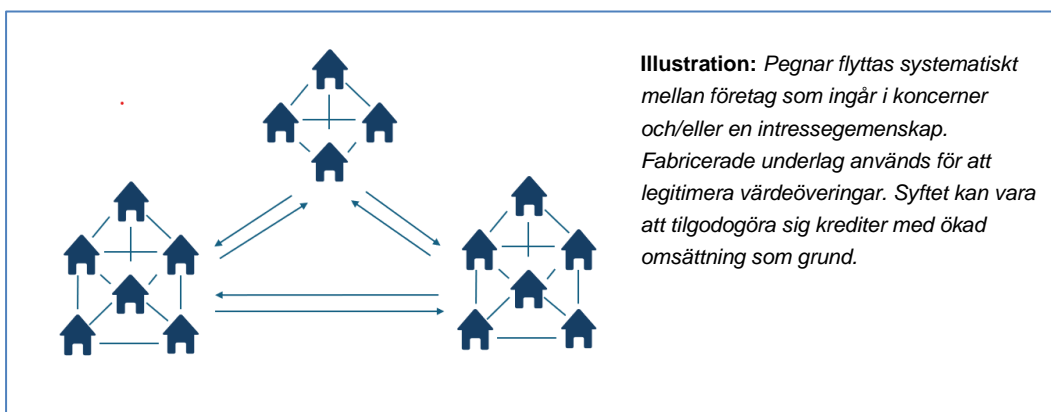 Illustration: Pegnar flyttas systematiskt
mellan företag som ingår i koncerner
och/eller en intressegemenskap.
Fabricerade underlag används för att
legitimera värdeöveringar. Syftet kan vara
att tilgodogöra sig krediter med ökad
omsättning som grund.